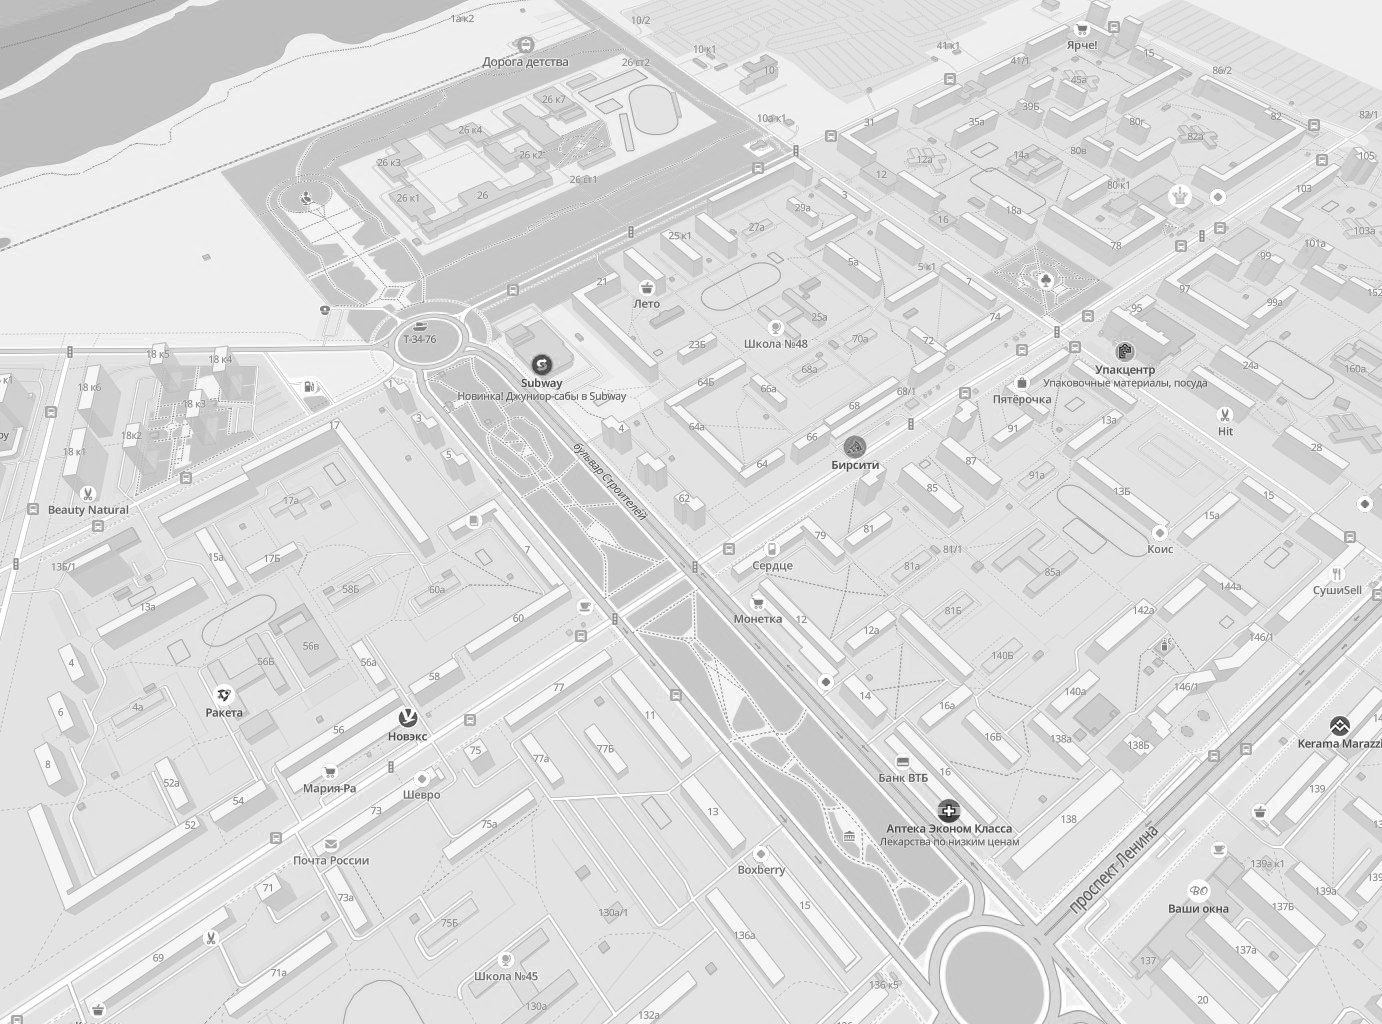 1а к2
10/2
Дорога детства
26 ст2
10 к1
10
41 к1
Ярче!
41/1
15
86/2
45а
26 к7
39Б
82
82/1
10а к1
31
35а
80г
82а
26 к4
26 к2
26 к3
26 ст1
12а
14а
80в
105
26 к1
26
12
80 к1
103
3
29а
16
18а
27а
25 к1
78
101а
103а
5а
5 к1
99
21
7
97
99а
152
Лето
95
25а
74
Т-34-76
Школа №48
23Б
70а
72
18 к5
18 к4
68а
24а
160а
Упакцентр
Упаковочные материалы, посуда
Subway
Новинка! Джуниор-сабы в Subway
64Б
66а
68/1
Пятёрочка
18 к6
18 к3
1
68
13а
Hit
3
17
4
64а
66
91
18к2
28
18 к1
5
бульвар Строителей
64
Бирсити
87
91а
Beauty Natural
17а
62
85
13Б
15
15а
7
79
81
Коис
13Б/1
15а
17Б
81/1
Сердце
81а
85а
58Б
60а
144а
СушиSell
13а
60
Монетка
12
81Б
142а
12а
146/1
56в
56Б
56а
4
140Б
58
77
14
140а
146/1
6
4а
Ракета
56
Новэкс
11
16а
16Б
138а
138Б
Kerama Marazzi
8
75
77а
77Б
Банк ВТБ
16
52а
Мария-Ра
Шевро
139
54
73
13
138
52
75а
Аптека Эконом Класса
Лекарства по низким ценам
проспект Ленина
Почта России
Boxberry
139а к1
71
73а
15
139а
Ваши окна
137Б
130а/1
75Б
136а
69
137а
137
71а
Школа №45
136 к5
130а
132а
20
136